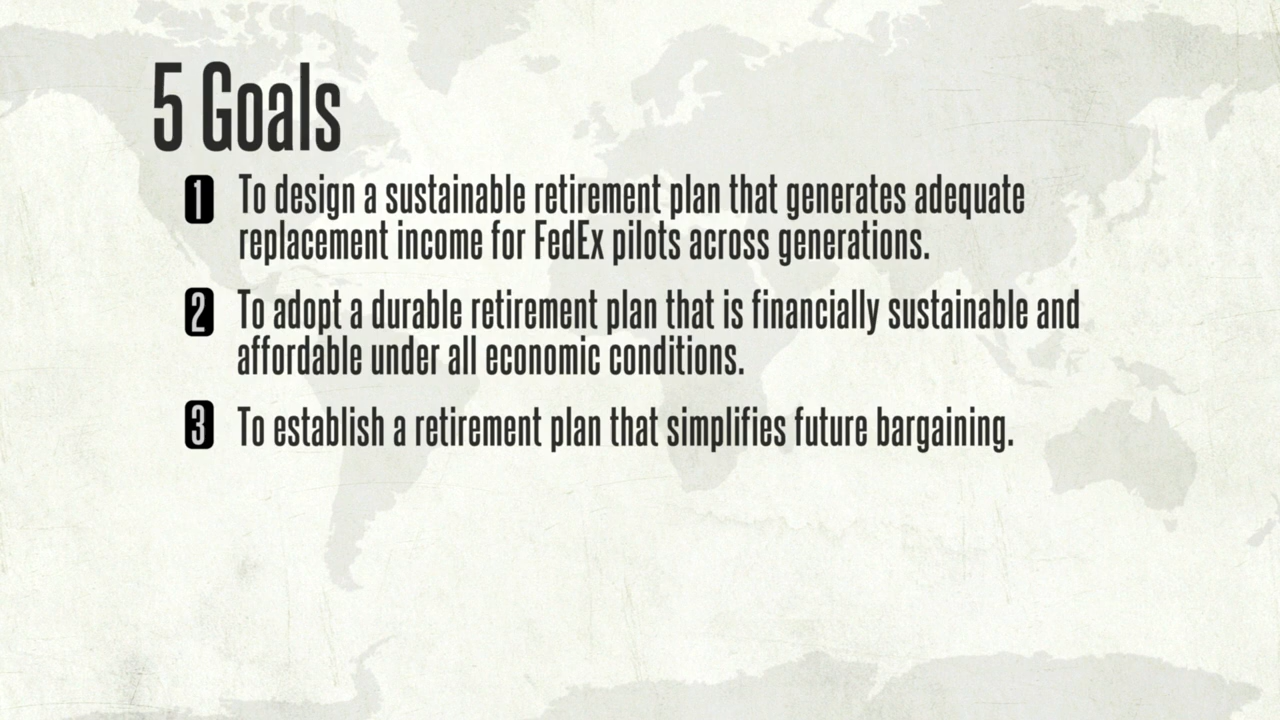 5 Goals
1 To design a sustainable retirement plan that generates adequate
replacement income for FedEx pilots across generations.
2 To adopt a durable retirement plan that is financially sustainable and
affordable under all economic conditions.
3 To establish a retirement plan that simplifies future bargaining.